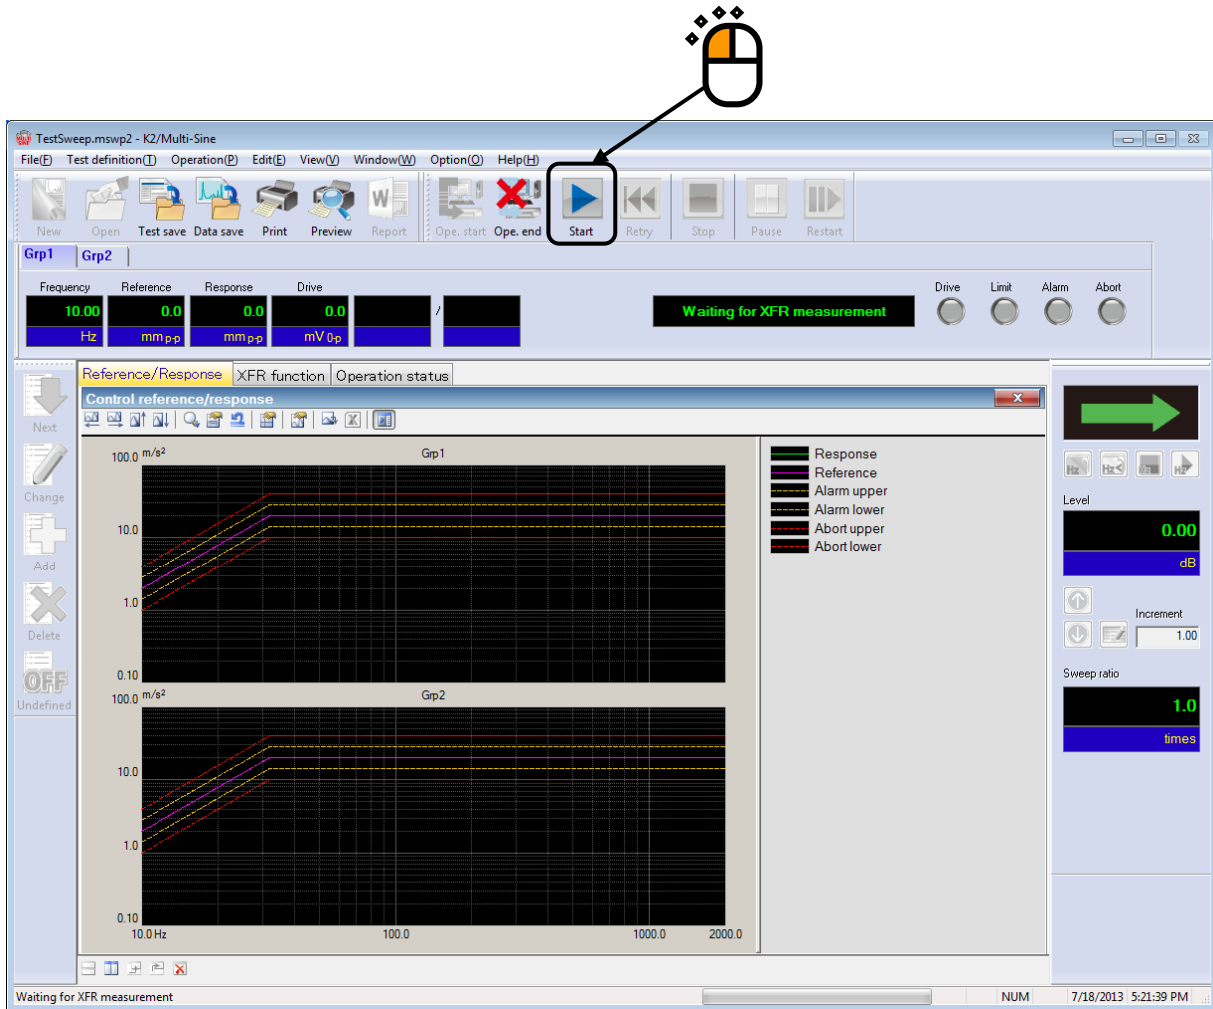 TestSweep.mswp2 - K2/Multi-Sine
File(F) Test definition(T) Operation(P) Edit(E) View(V) Window(W) Option(O) Help(H)
New Open Test save Data save Print Preview Report Ope. start Ope. end Start Retry Stop Pause Restart
Grp1 Grp2
Frequency Reference Response Drive Drive Limit Alarm Abort
10.00 0.0 0.0 0.0 / Waiting for XFR measurement
Hz mm p-p mm p-p mV 0-p
Reference/Response XFR function Operation status
Control reference/response
Next
Change
Add
Delete
OFF
Undefined
100.0 m/s²
Grp1
10.0
1.0
0.10
100.0 m/s²
Grp2
10.0
1.0
0.10
10.0 Hz 100.0 1000.0 2000.0
Response
Reference
Alarm upper
Alarm lower
Abort upper
Abort lower
Level
0.00
dB
Increment
1.00
Sweep ratio
1.0
times
Waiting for XFR measurement NUM 7/18/2013 5:21:39 PM